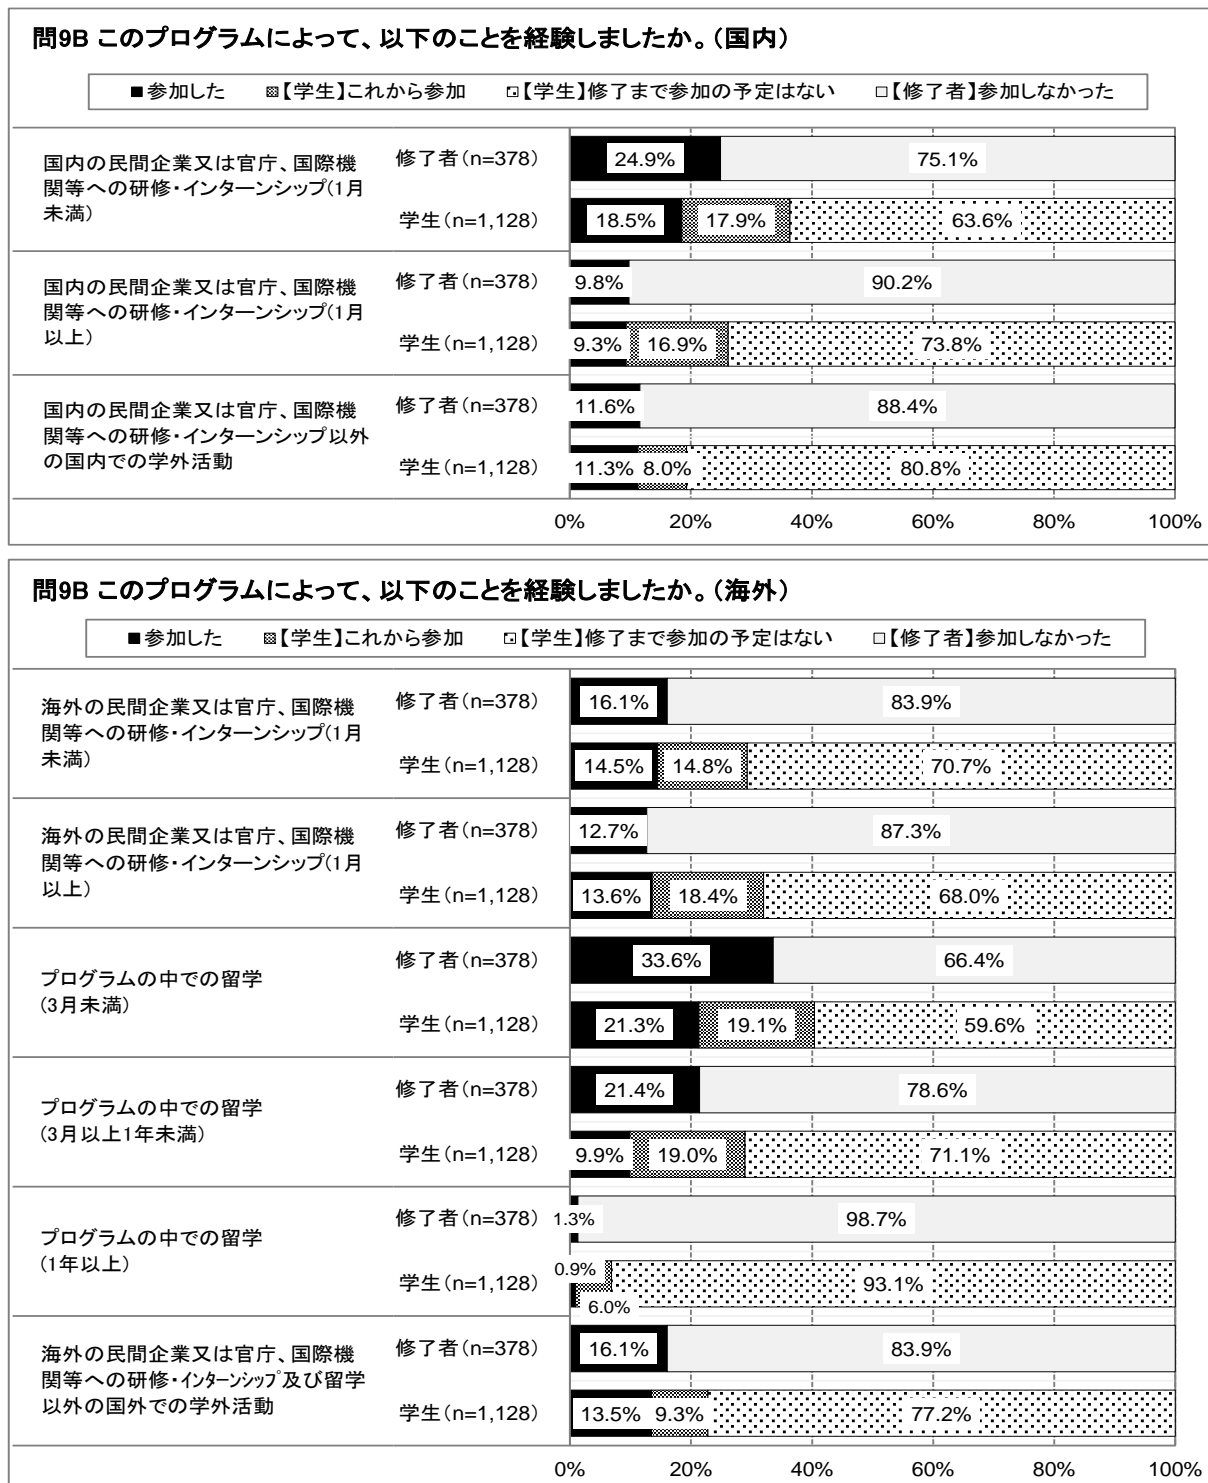 問9B このプログラムによって、以下のことを経験しましたか。（国内）
■参加した 【学生】これから参加 【学生】修了まで参加の予定はない □【修了者】参加しなかった
国内の民間企業又は官庁、国際機
関等への研修・インターンシップ(1月
未満)
修了者（n=378） 24.9% 75.1%
学生（n=1,128） 18.5% 17.9% 63.6%
国内の民間企業又は官庁、国際機
関等への研修・インターンシップ(1月
以上)
修了者（n=378） 9.8% 90.2%
学生（n=1,128） 9.3% 16.9% 73.8%
国内の民間企業又は官庁、国際機
関等への研修・インターンシップ以外
の国内での学外活動
修了者（n=378） 11.6% 88.4%
学生（n=1,128） 11.3% 8.0% 80.8%
0% 20% 40% 60% 80% 100%
問9B このプログラムによって、以下のことを経験しましたか。（海外）
■参加した 【学生】これから参加 【学生】修了まで参加の予定はない □【修了者】参加しなかった
海外の民間企業又は官庁、国際機
関等への研修・インターンシップ(1月
未満)
修了者（n=378） 16.1% 83.9%
学生（n=1,128） 14.5% 14.8% 70.7%
海外の民間企業又は官庁、国際機
関等への研修・インターンシップ(1月
以上)
修了者（n=378） 12.7% 87.3%
学生（n=1,128） 13.6% 18.4% 68.0%
プログラムの中での留学
(3月未満)
修了者（n=378） 33.6% 66.4%
学生（n=1,128） 21.3% 19.1% 59.6%
プログラムの中での留学
(3月以上1年未満)
修了者（n=378） 21.4% 78.6%
学生（n=1,128） 9.9% 19.0% 71.1%
プログラムの中での留学
(1年以上)
修了者（n=378） 1.3% 98.7%
学生（n=1,128） 0.9% 6.0% 93.1%
海外の民間企業又は官庁、国際機
関等への研修・ｲﾝﾀｰﾝｼｯﾌﾟ及び留学
以外の国外での学外活動
修了者（n=378） 16.1% 83.9%
学生（n=1,128） 13.5% 9.3% 77.2%
0% 20% 40% 60% 80% 100%